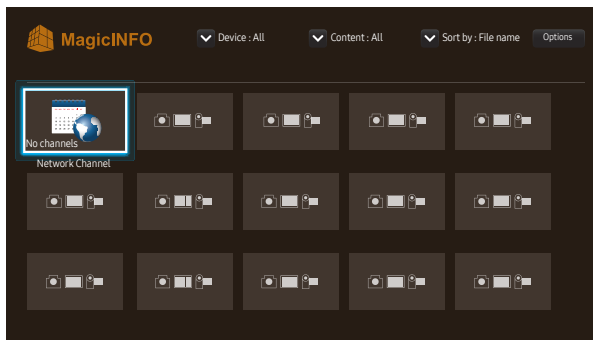 MagicINFO
Device : All
Content : All
Sort by : File name
Options
No channels
Network Channel